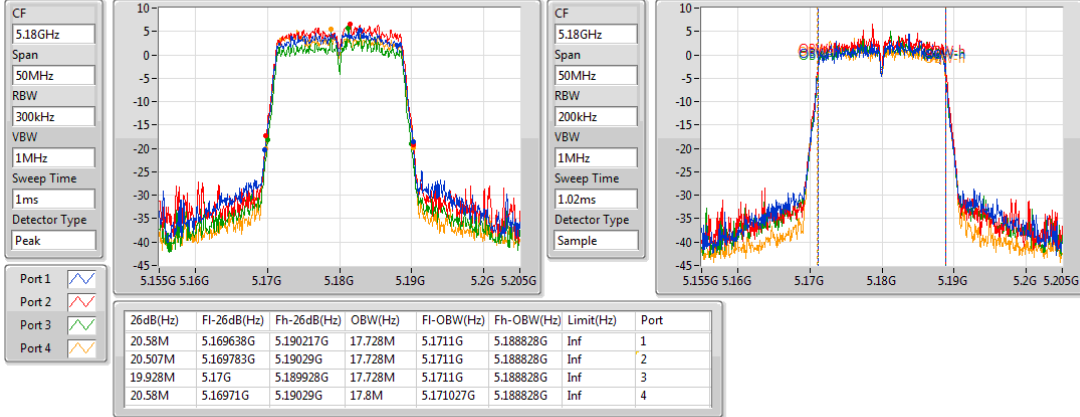 CF
5.18GHz
Span
50MHz
RBW
300kHz
VBW
1MHz
Sweep Time
1ms
Detector Type
Peak
10
5
0
-5
-10
-15
-20
-25
-30
-35
-40
-45
5.155G 5.16G 5.17G 5.18G 5.19G 5.2G 5.205G
CF
5.18GHz
Span
50MHz
RBW
200kHz
VBW
1MHz
Sweep Time
1.02ms
Detector Type
Sample
10
5
0
-5
-10
-15
-20
-25
-30
-35
-40
-45
5.155G 5.16G 5.17G 5.18G 5.19G 5.2G 5.205G
Port 1
Port 2
Port 3
Port 4
26dB(Hz) Fl-26dB(Hz) Fh-26dB(Hz) OBW(Hz) Fl-OBW(Hz) Fh-OBW(Hz) Limit(Hz) Port
20.58M 5.169638G 5.190217G 17.728M 5.1711G 5.188828G Inf 1
20.507M 5.169783G 5.19029G 17.728M 5.1711G 5.188828G Inf 2
19.928M 5.17G 5.189928G 17.728M 5.1711G 5.188828G Inf 3
20.58M 5.16971G 5.19029G 17.8M 5.171027G 5.188828G Inf 4